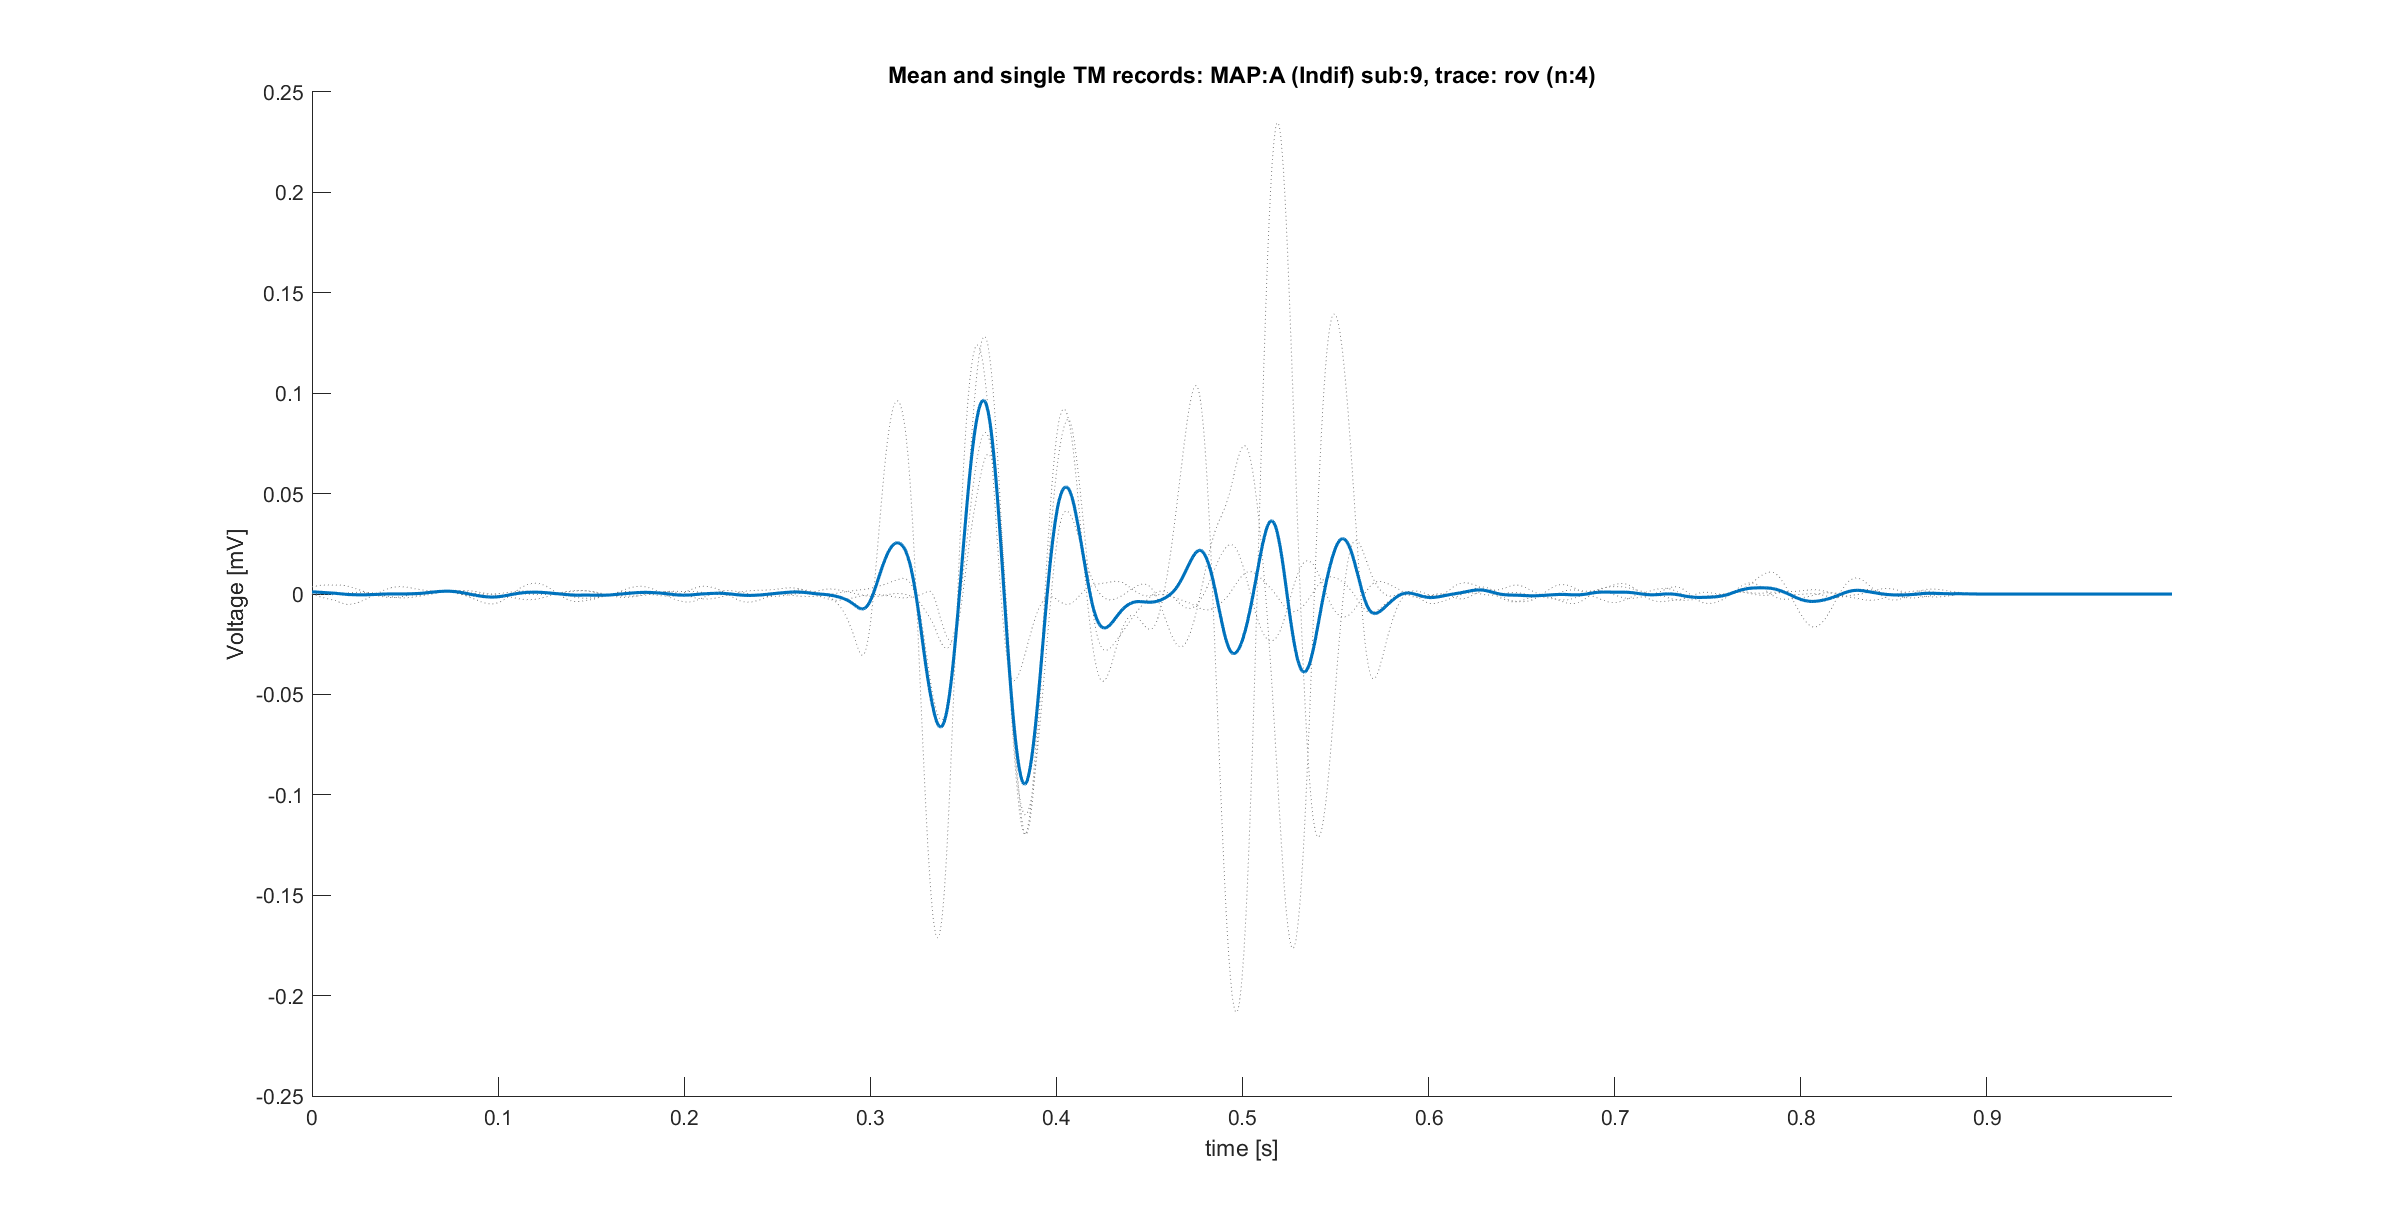 Mean and single TM records: MAP:A (Indif) sub:9, trace: rov (n:4)
0.25
0.2
0.15
0.1
0.05
0
-0.05
-0.1
-0.15
-0.2
-0.25
Voltage [mV]
0 0.1 0.2 0.3 0.4 0.5 0.6 0.7 0.8 0.9
time [s]